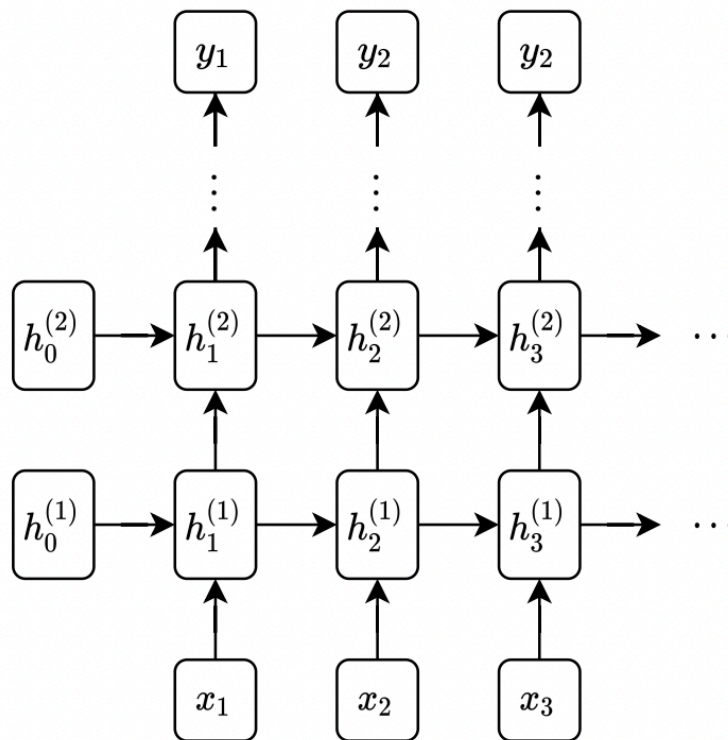 y₁ y₂ y₂
⋮ ⋮ ⋮
h₀⁽²⁾ h₁⁽²⁾ h₂⁽²⁾ h₃⁽²⁾ ⋯
h₀⁽¹⁾ h₁⁽¹⁾ h₂⁽¹⁾ h₃⁽¹⁾ ⋯
x₁ x₂ x₃